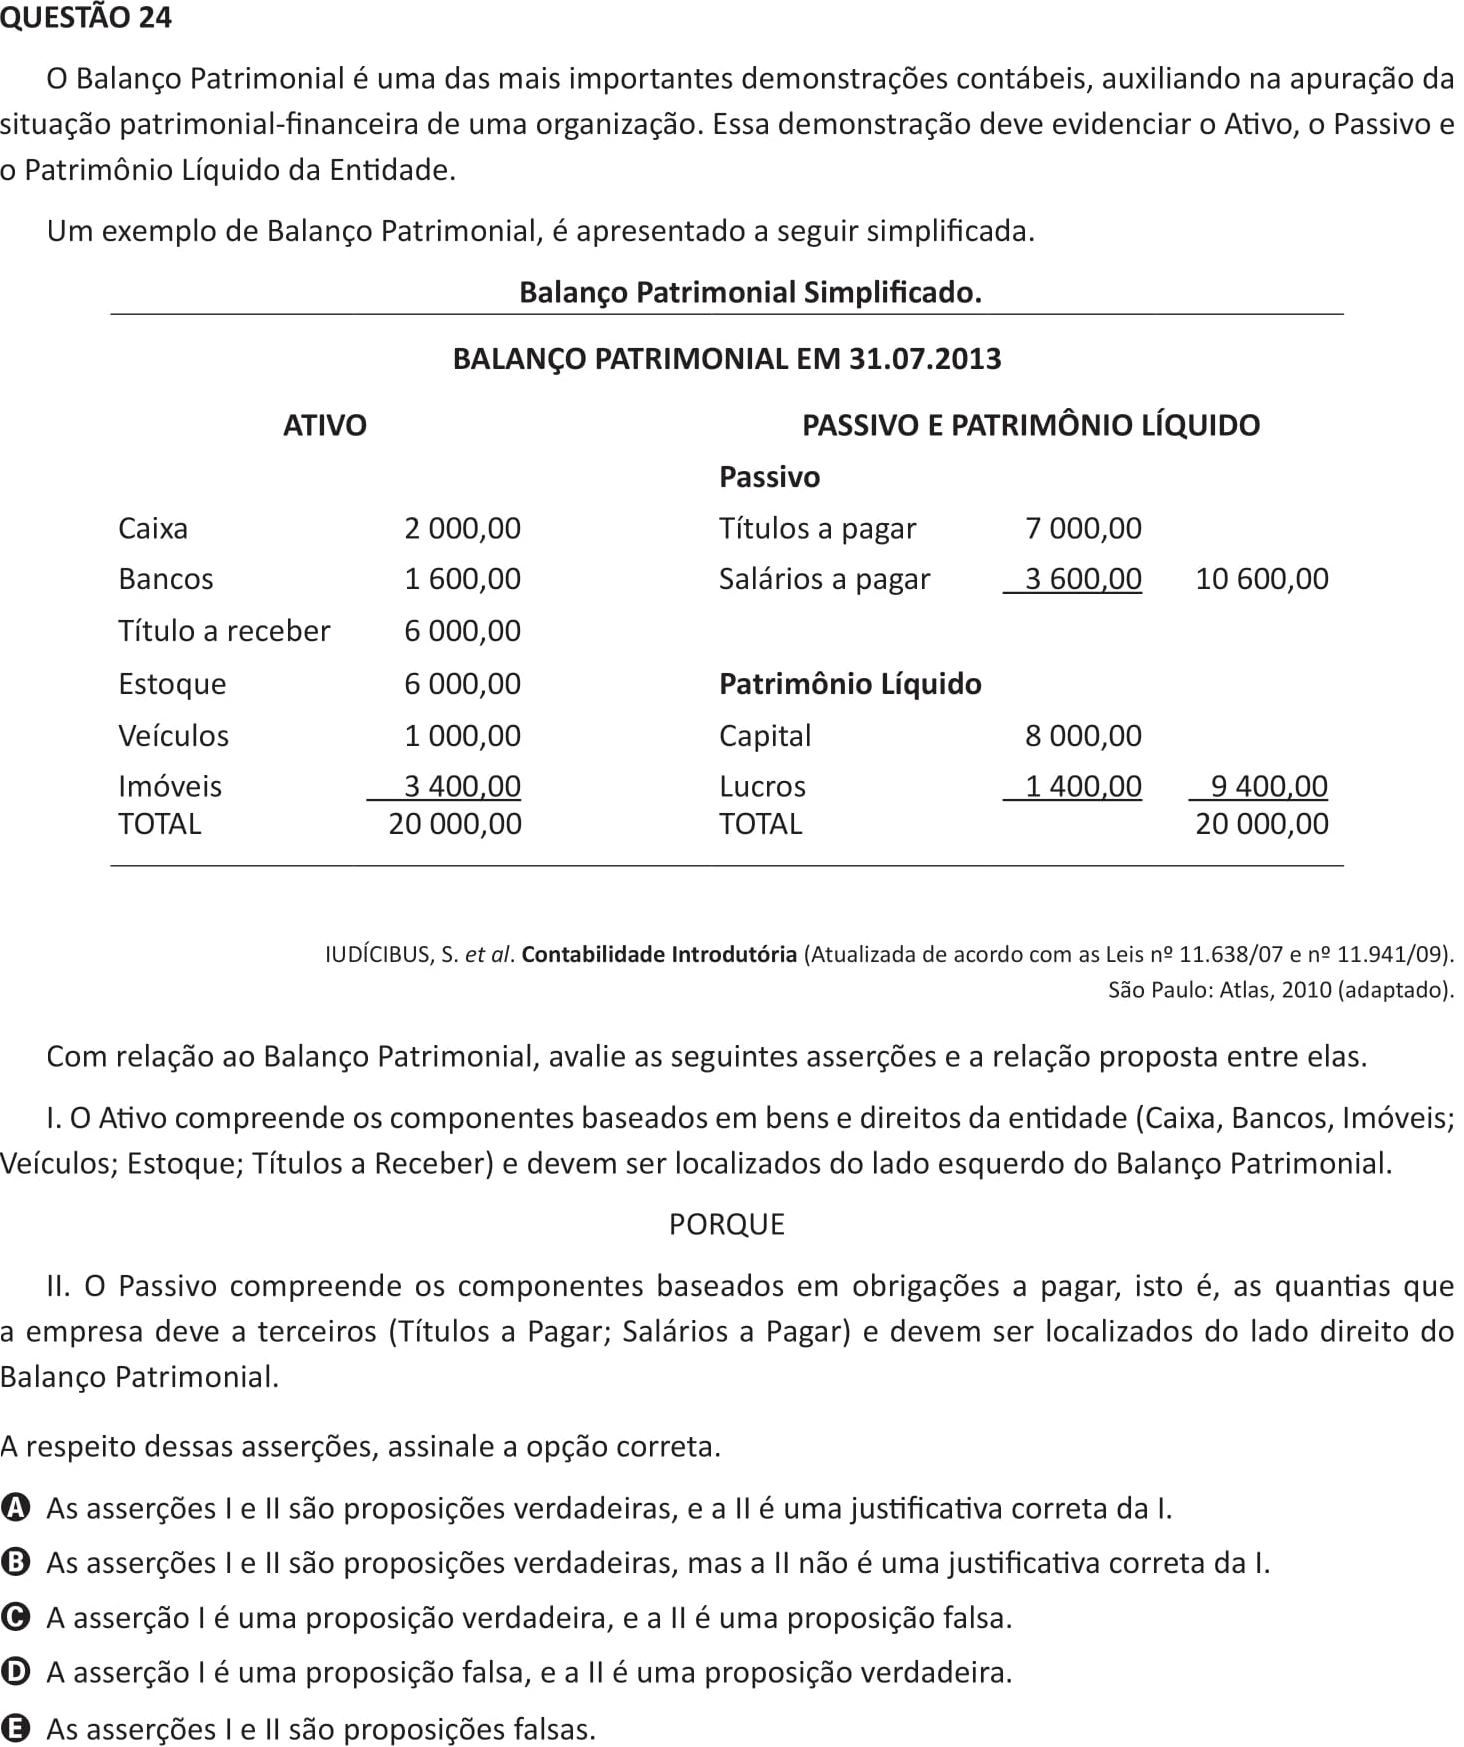 QUESTÃO 24
O Balanço Patrimonial é uma das mais importantes demonstrações contábeis, auxiliando na apuração da
situação patrimonial-financeira de uma organização. Essa demonstração deve evidenciar o Ativo, o Passivo e
o Patrimônio Líquido da Entidade.
Um exemplo de Balanço Patrimonial, é apresentado a seguir simplificada.
Balanço Patrimonial Simplificado.
BALANÇO PATRIMONIAL EM 31.07.2013
ATIVO PASSIVO E PATRIMÔNIO LÍQUIDO
Passivo
Caixa 2 000,00 Títulos a pagar 7 000,00
Bancos 1 600,00 Salários a pagar 3 600,00 10 600,00
Título a receber 6 000,00
Estoque 6 000,00 Patrimônio Líquido
Veículos 1 000,00 Capital 8 000,00
Imóveis 3 400,00 Lucros 1 400,00 9 400,00
TOTAL 20 000,00 TOTAL 20 000,00
IUDÍCIBUS, S. et al. Contabilidade Introdutória (Atualizada de acordo com as Leis nº 11.638/07 e nº 11.941/09).
São Paulo: Atlas, 2010 (adaptado).
Com relação ao Balanço Patrimonial, avalie as seguintes asserções e a relação proposta entre elas.
I. O Ativo compreende os componentes baseados em bens e direitos da entidade (Caixa, Bancos, Imóveis;
Veículos; Estoque; Títulos a Receber) e devem ser localizados do lado esquerdo do Balanço Patrimonial.
PORQUE
II. O Passivo compreende os componentes baseados em obrigações a pagar, isto é, as quantias que
a empresa deve a terceiros (Títulos a Pagar; Salários a Pagar) e devem ser localizados do lado direito do
Balanço Patrimonial.
A respeito dessas asserções, assinale a opção correta.
A As asserções I e II são proposições verdadeiras, e a II é uma justificativa correta da I.
B As asserções I e II são proposições verdadeiras, mas a II não é uma justificativa correta da I.
C A asserção I é uma proposição verdadeira, e a II é uma proposição falsa.
D A asserção I é uma proposição falsa, e a II é uma proposição verdadeira.
E As asserções I e II são proposições falsas.